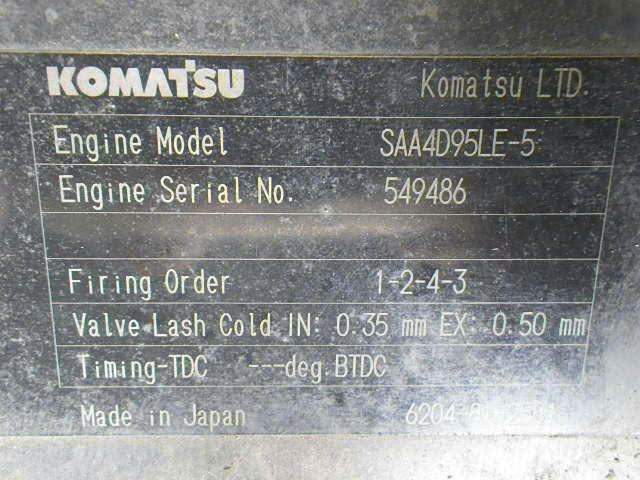 KOMATSU Komatsu LTD.
Engine Model SAA4D95LE-5
Engine Serial No. 549486
Firing Order 1-2-4-3
Valve Lash Cold IN: 0.35 mm EX: 0.50 mm
Timing-TDC ---deg.BTDC
Made in Japan